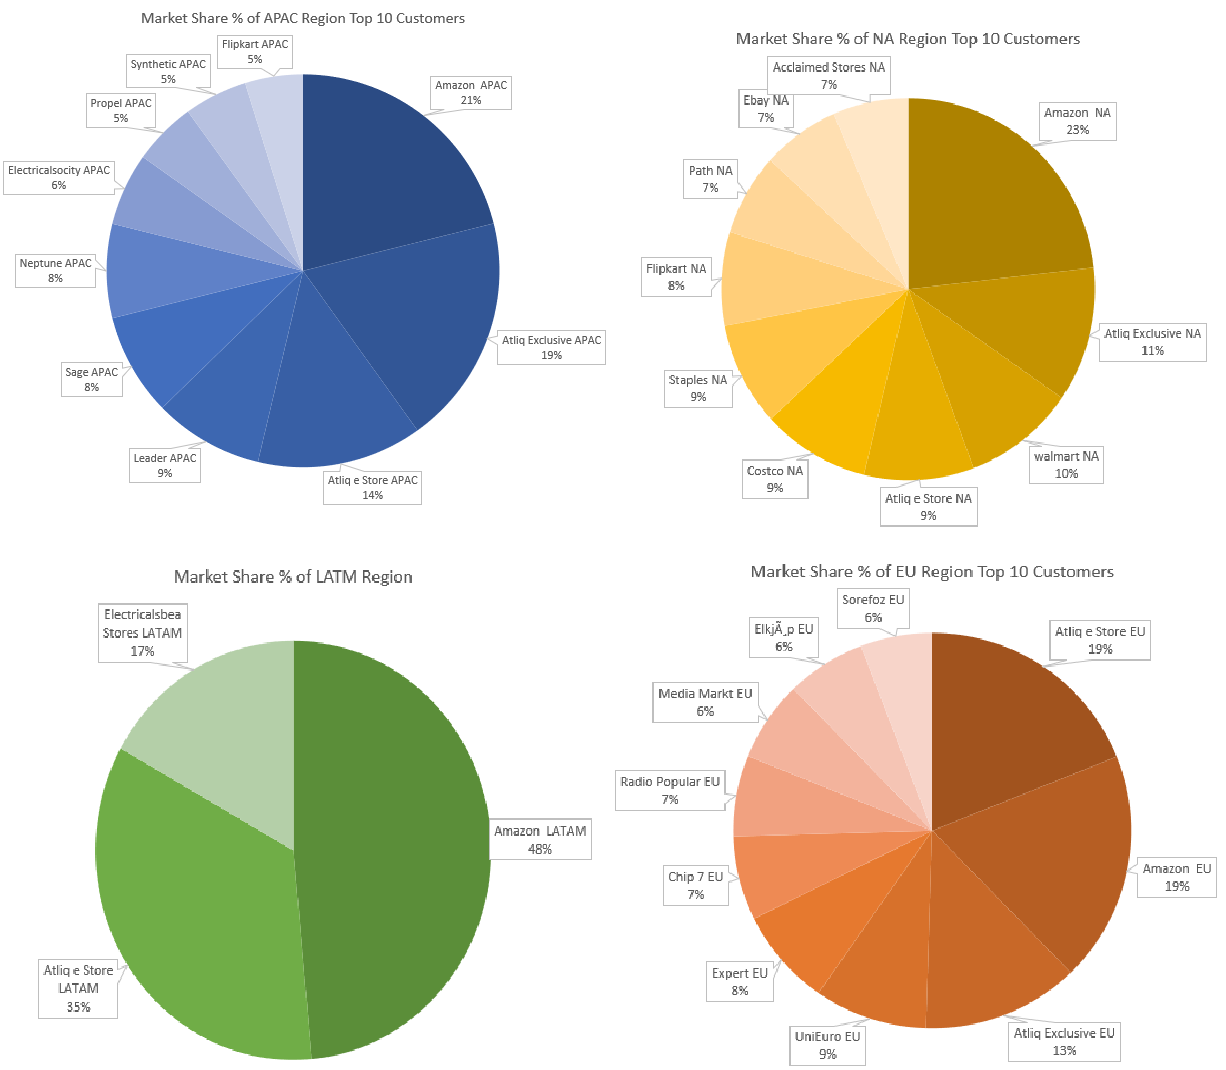 Market Share % of APAC Region Top 10 Customers
Flipkart APAC
5%
Synthetic APAC
5%
Propel APAC
5%
Electricalsocity APAC
6%
Neptune APAC
8%
Sage APAC
8%
Leader APAC
9%
Atliq e Store APAC
14%
Atliq Exclusive APAC
19%
Amazon APAC
21%
Market Share % of NA Region Top 10 Customers
Acclaimed Stores NA
7%
Ebay NA
7%
Path NA
7%
Flipkart NA
8%
Staples NA
9%
Costco NA
9%
Atliq e Store NA
9%
walmart NA
10%
Atliq Exclusive NA
11%
Amazon NA
23%
Market Share % of LATM Region
Electricalsbea
Stores LATAM
17%
Amazon LATAM
48%
Atliq e Store
LATAM
35%
Market Share % of EU Region Top 10 Customers
Sorefoz EU
6%
ElkjÃ¸p EU
6%
Media Markt EU
6%
Radio Popular EU
7%
Chip 7 EU
7%
Expert EU
8%
UniEuro EU
9%
Atliq Exclusive EU
13%
Amazon EU
19%
Atliq e Store EU
19%